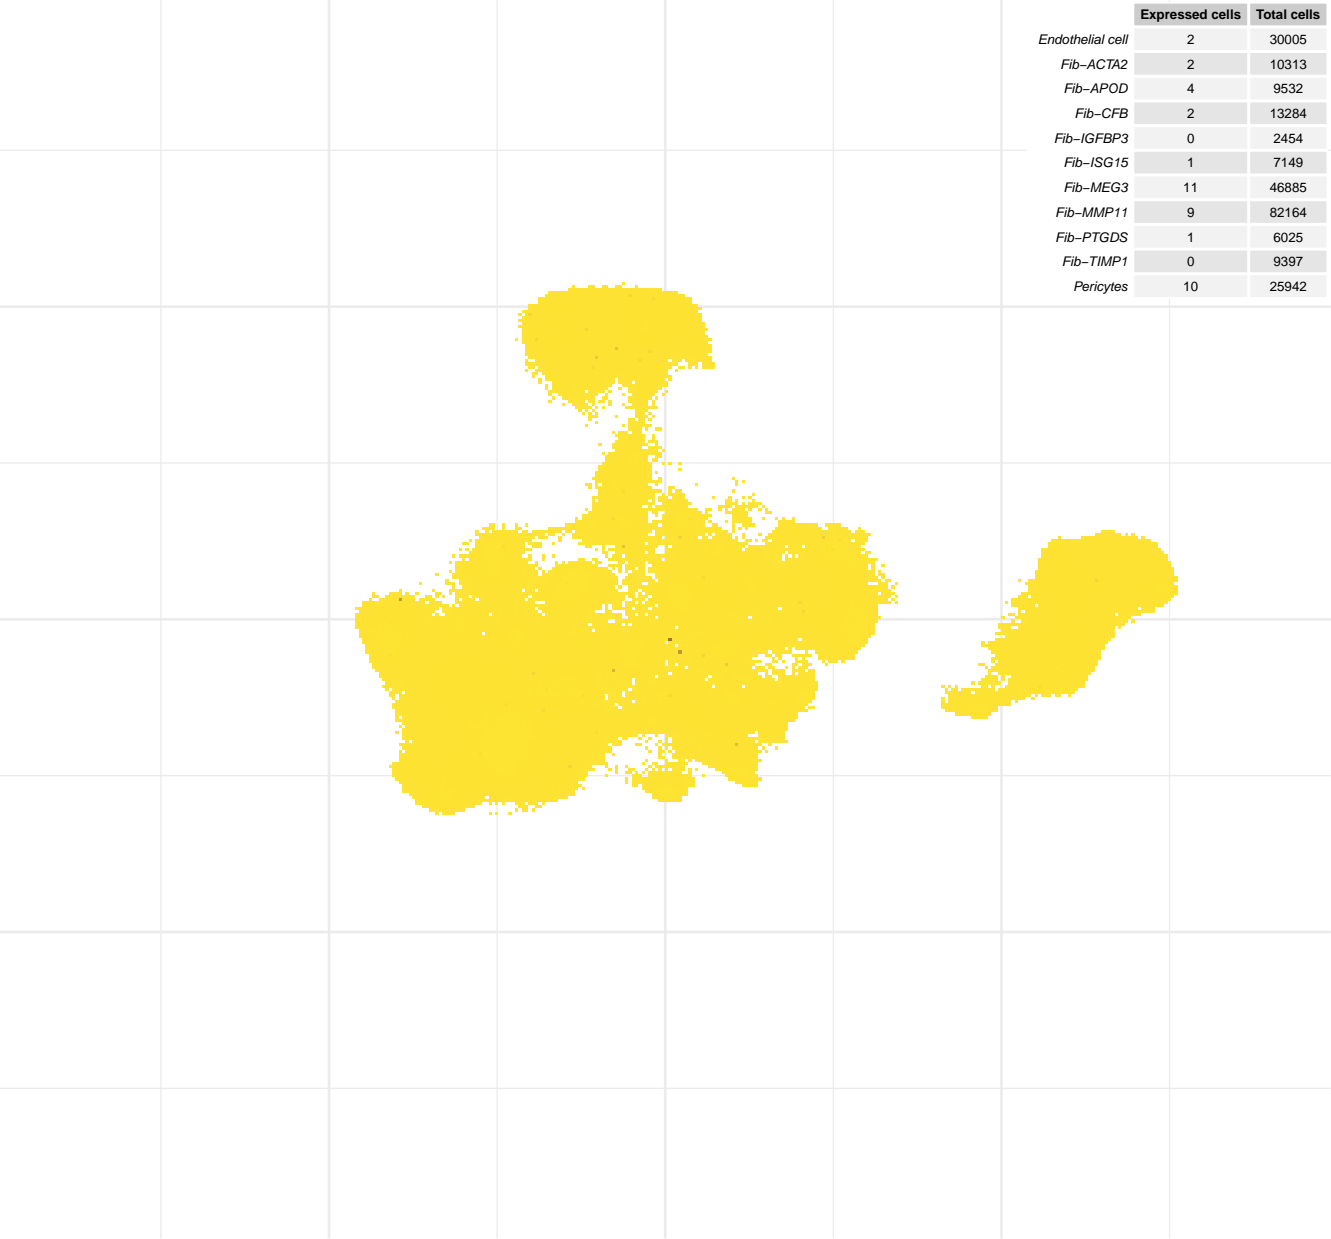 Expressed cells Total cells
Endothelial cell 2 30005
Fib−ACTA2 2 10313
Fib−APOD 4 9532
Fib−CFB 2 13284
Fib−IGFBP3 0 2454
Fib−ISG15 1 7149
Fib−MEG3 11 46885
Fib−MMP11 9 82164
Fib−PTGDS 1 6025
Fib−TIMP1 0 9397
Pericytes 10 25942